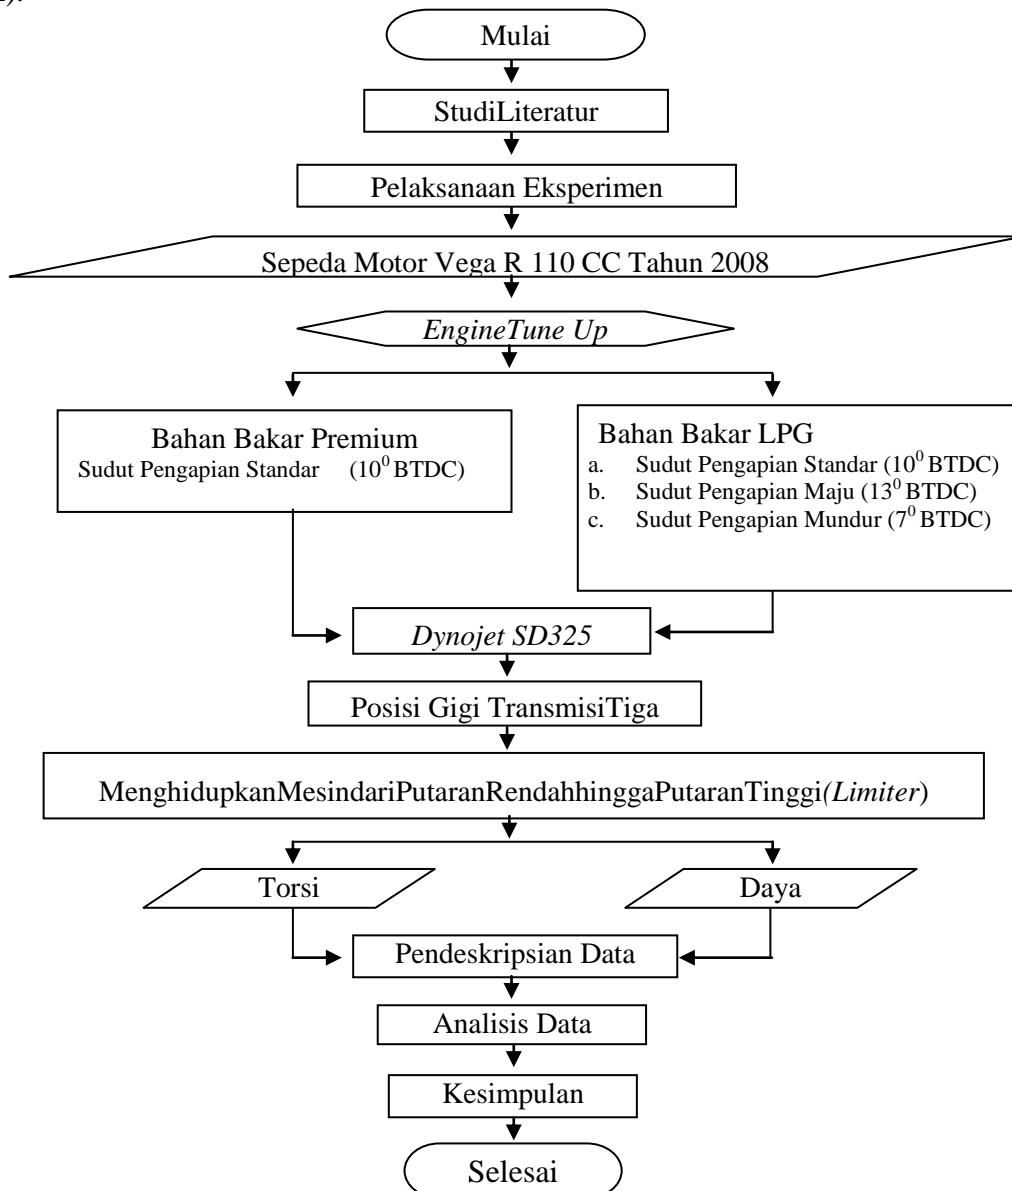 Mulai
StudiLiteratur
Pelaksanaan Eksperimen
Sepeda Motor Vega R 110 CC Tahun 2008
EngineTune Up
Bahan Bakar Premium
Sudut Pengapian Standar (10⁰ BTDC)
Bahan Bakar LPG
a. Sudut Pengapian Standar (10⁰ BTDC)
b. Sudut Pengapian Maju (13⁰ BTDC)
c. Sudut Pengapian Mundur (7⁰ BTDC)
Dynojet SD325
Posisi Gigi TransmisiTiga
MenghidupkanMesindariPutaranRendahhinggaPutaranTinggi(Limiter)
Torsi
Daya
Pendeskripsian Data
Analisis Data
Kesimpulan
Selesai